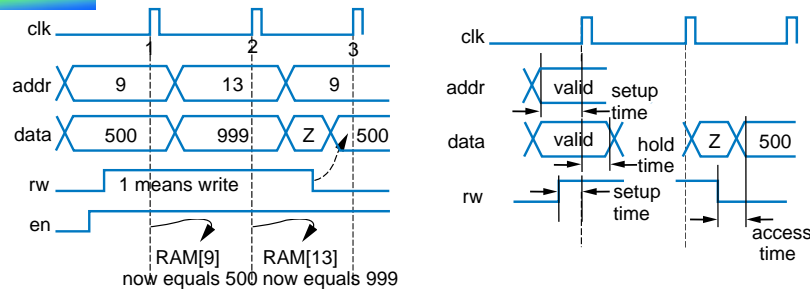 clk
1 2 3
addr 9 13 9
data 500 999 Z 500
rw 1 means write
en
RAM[9] RAM[13]
now equals 500 now equals 999
clk
addr valid setup
time
data valid hold Z 500
time
rw setup
time
access
time